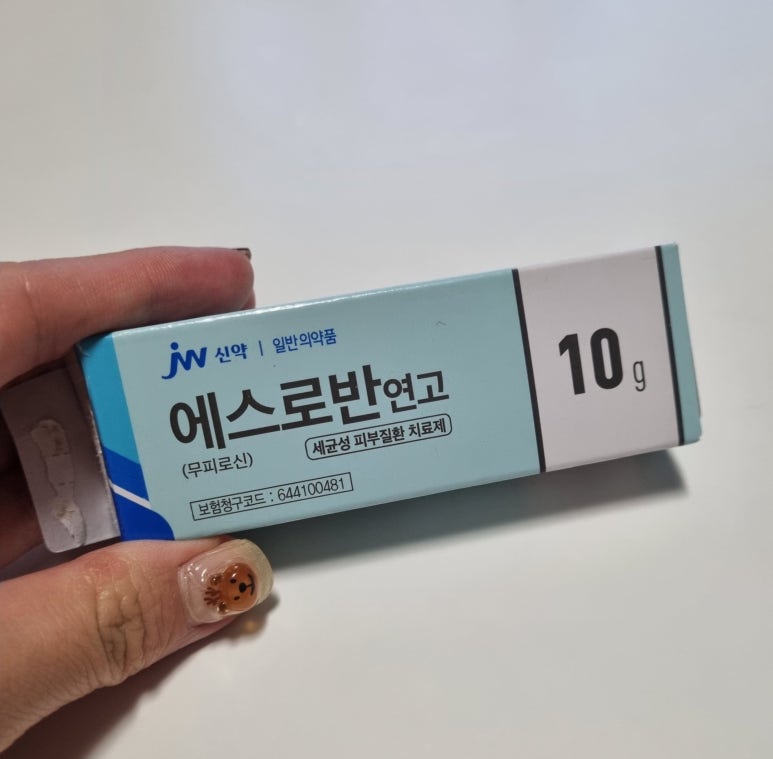 JW 신약 | 일반의약품
에스로반연고
(무피로신)
세균성 피부질환 치료제
보험청구코드 : 644100481
10 g